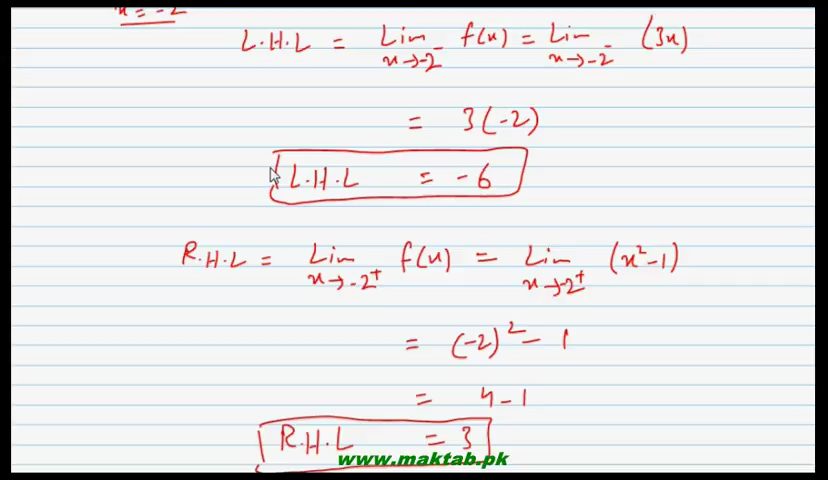 x = -2
L.H.L = Lim x→-2⁻ f(x) = Lim x→-2⁻ (3x)
= 3(-2)
L.H.L = -6
R.H.L = Lim x→-2⁺ f(x) = Lim x→-2⁺ (x²-1)
= (-2)² - 1
= 4 - 1
R.H.L = 3
www.maktab.pk